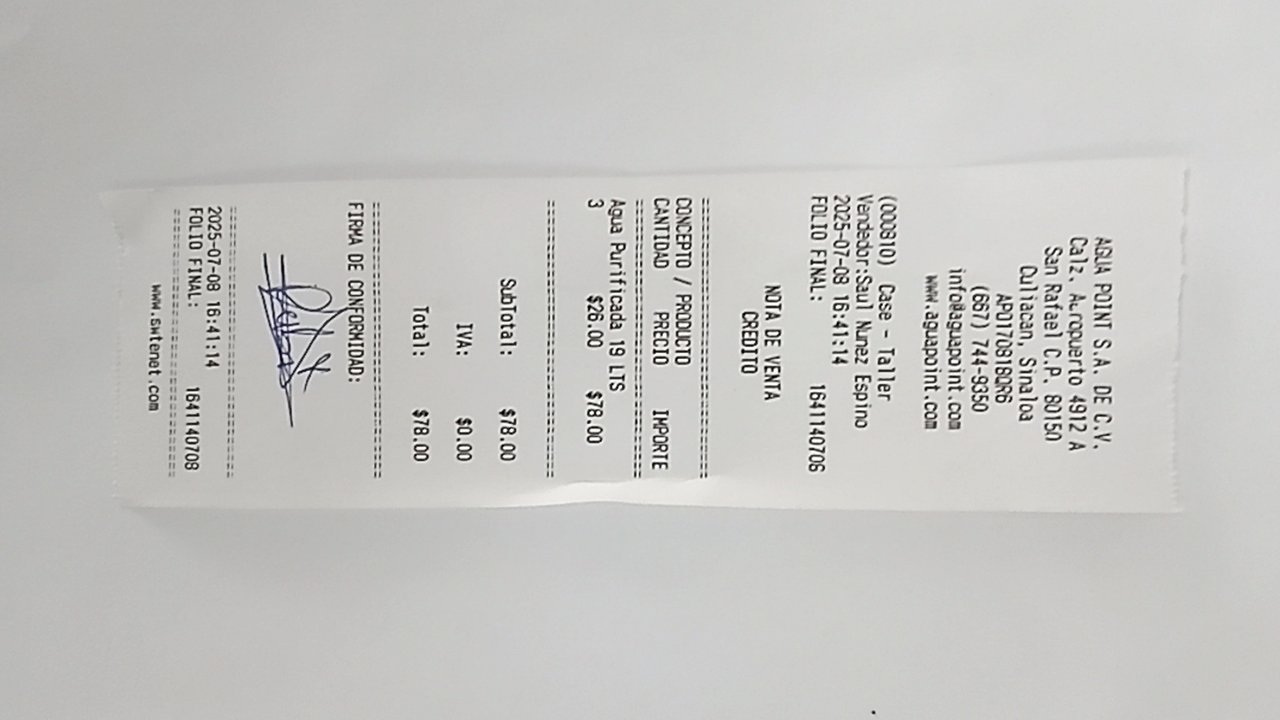 AGUA POINT S.A. DE C.V.
Calz. Aeropuerto 4912 A
San Rafael C.P. 80150
Culiacan, Sinaloa
APO170818QR6
(667) 744-9350
info@aguapoint.com
www.aguapoint.com
(000810) Case - Taller
Vendedor:Saul Nunez Espino
2025-07-08 16:41:14
FOLIO FINAL: 1641140706
NOTA DE VENTA
CREDITO
==============================
CONCEPTO / PRODUCTO
CANTIDAD PRECIO IMPORTE
==============================
Agua Purificada 19 LTS
3 $26.00 $78.00
==============================
SubTotal: $78.00
IVA: $0.00
Total: $78.00
==============================
FIRMA DE CONFORMIDAD:
==============================
2025-07-08 16:41:14
FOLIO FINAL: 1641140708
==============================
www.swtenet.com